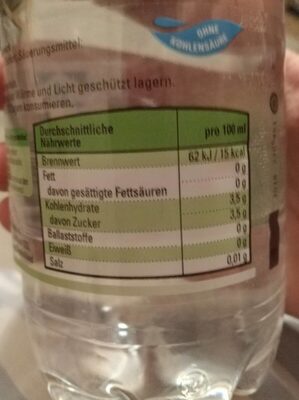 OHNE
KOHLENSÄURE
Säuerungsmittel:
Wärme und Licht geschützt lagern.
konsumieren.
Durchschnittliche
Nährwerte
pro 100 ml
Brennwert 62 kJ / 15 kcal
Fett 0 g
davon gesättigte Fettsäuren 0 g
Kohlenhydrate 3,5 g
davon Zucker 3,5 g
Ballaststoffe 0 g
Eiweiß 0 g
Salz 0,01 g